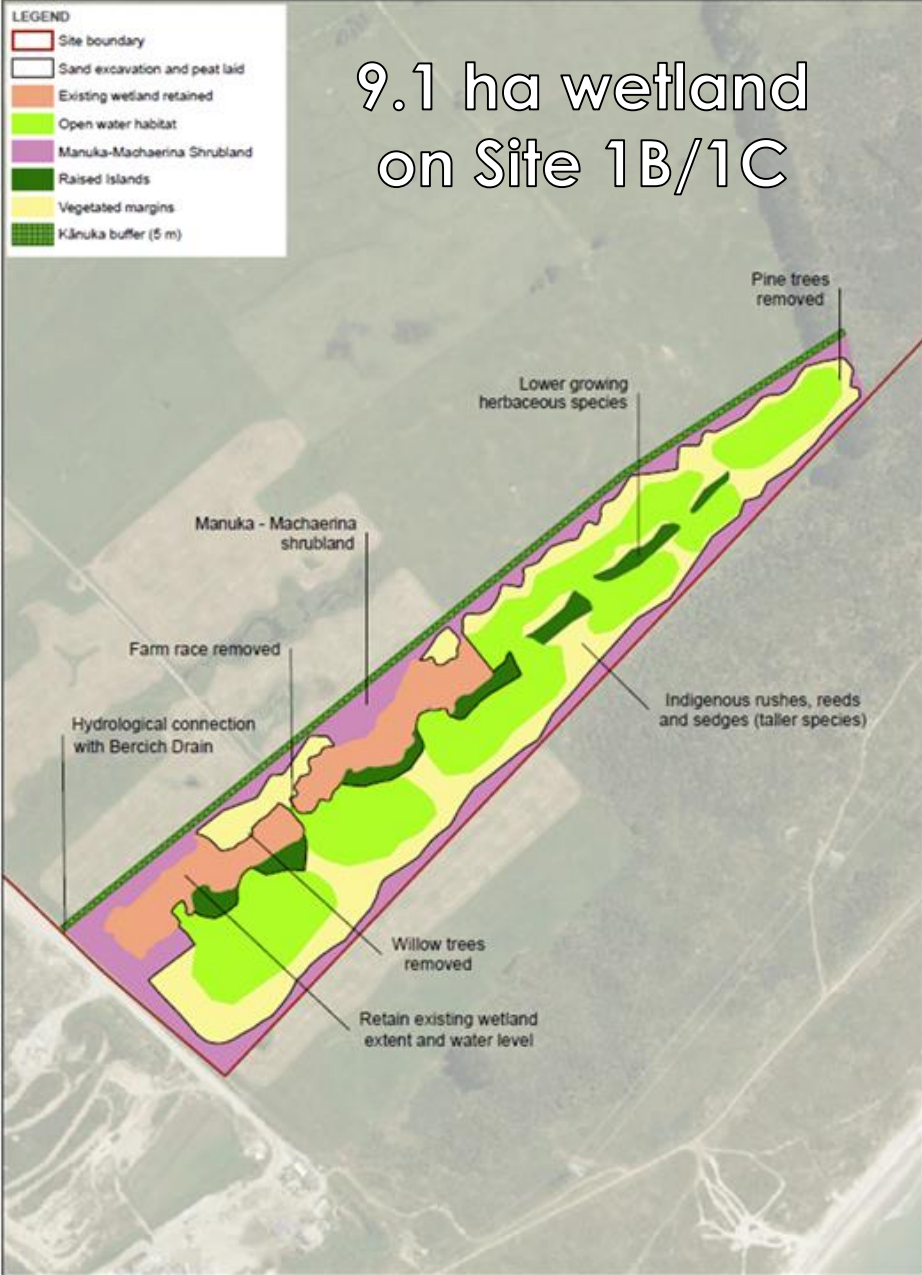 LEGEND
Site boundary
Sand excavation and peat laid
Existing wetland retained
Open water habitat
Manuka-Machaerina Shrubland
Raised Islands
Vegetated margins
Kānuka buffer (5 m)
9.1 ha wetland
on Site 1B/1C
Pine trees
removed
Lower growing
herbaceous species
Manuka - Machaerina
shrubland
Farm race removed
Hydrological connection
with Bercich Drain
Indigenous rushes, reeds
and sedges (taller species)
Willow trees
removed
Retain existing wetland
extent and water level